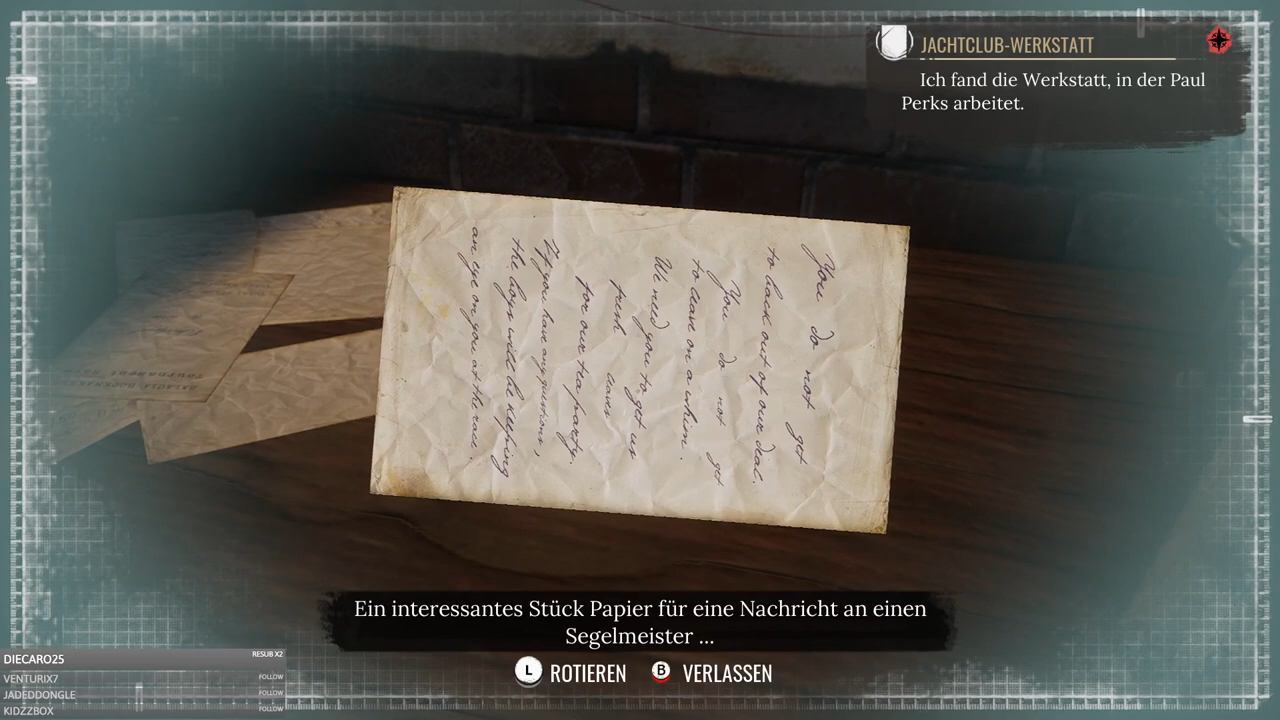 JACHTCLUB-WERKSTATT
Ich fand die Werkstatt, in der Paul
Perks arbeitet.
You do not get
to back out of our deal.
You do not get
to leave on a whim.
We need you to get us
fresh
for our tea party.
If you have any questions,
the boys will be keeping
an eye on you at the race.
Tournament
Ein interessantes Stück Papier für eine Nachricht an einen
Segelmeister ...
L ROTIEREN B VERLASSEN
DIECARO25 RESUB X2
VENTURIX7 FOLLOW
JADEDDONGLE FOLLOW
KIDZZBOX FOLLOW